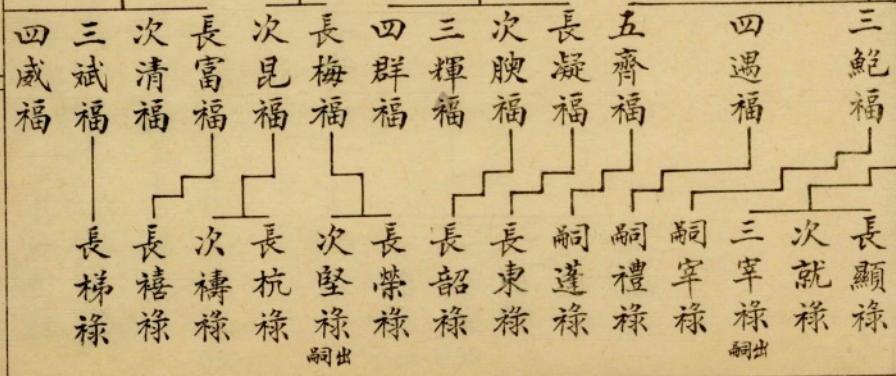 三鮑福
四遇福
五齊福
長凝福
次腴福
三輝福
四群福
長梅福
次昆福
長富福
次清福
三斌福
四威福
長顯祿
次就祿
三宰祿
出嗣
嗣宰祿
嗣禮祿
嗣蓬祿
長東祿
長韶祿
長榮祿
次堅祿
出嗣
長杭祿
次禱祿
長禧祿
長梯祿